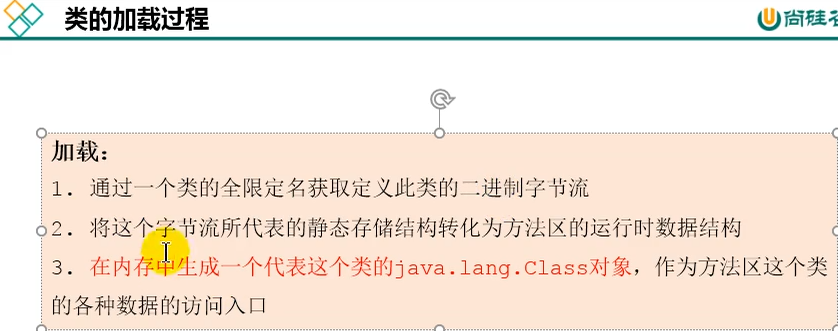 类的加载过程
尚硅谷
加载：
1. 通过一个类的全限定名获取定义此类的二进制字节流
2. 将这个字节流所代表的静态存储结构转化为方法区的运行时数据结构
3. 在内存中生成一个代表这个类的java.lang.Class对象，作为方法区这个类
的各种数据的访问入口